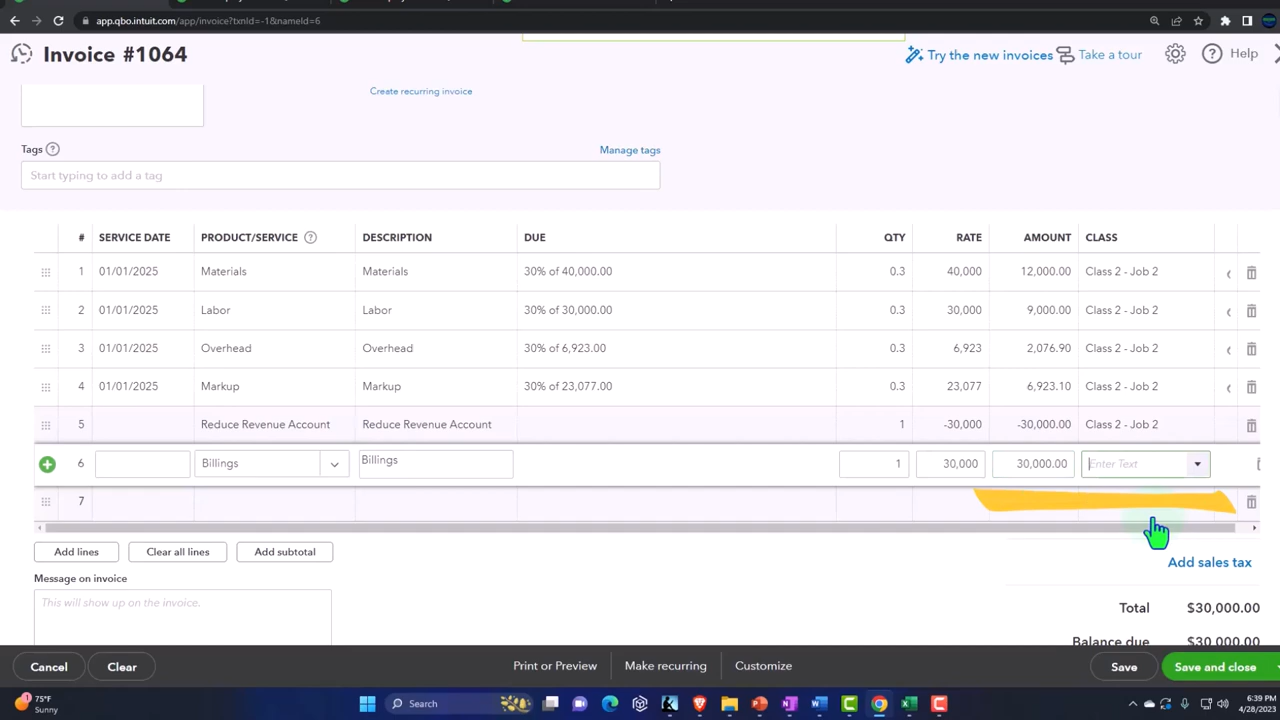 app.qbo.intuit.com/app/invoice?txnId=-1&nameId=6
Invoice #1064
Try the new invoices
Take a tour
Help
Create recurring invoice
Tags ?
Manage tags
Start typing to add a tag
# SERVICE DATE PRODUCT/SERVICE ? DESCRIPTION DUE QTY RATE AMOUNT CLASS
1 01/01/2025 Materials Materials 30% of 40,000.00 0.3 40,000 12,000.00 Class 2 - Job 2
2 01/01/2025 Labor Labor 30% of 30,000.00 0.3 30,000 9,000.00 Class 2 - Job 2
3 01/01/2025 Overhead Overhead 30% of 6,923.00 0.3 6,923 2,076.90 Class 2 - Job 2
4 01/01/2025 Markup Markup 30% of 23,077.00 0.3 23,077 6,923.10 Class 2 - Job 2
5 Reduce Revenue Account Reduce Revenue Account 1 -30,000 -30,000.00 Class 2 - Job 2
6 Billings Billings 1 30,000 30,000.00 Enter Text
7
Add lines Clear all lines Add subtotal
Add sales tax
Message on invoice
This will show up on the invoice.
Total $30,000.00
Balance due $30,000.00
Cancel Clear Print or Preview Make recurring Customize Save Save and close
75°F
Sunny
Search
6:39 PM
4/28/2023